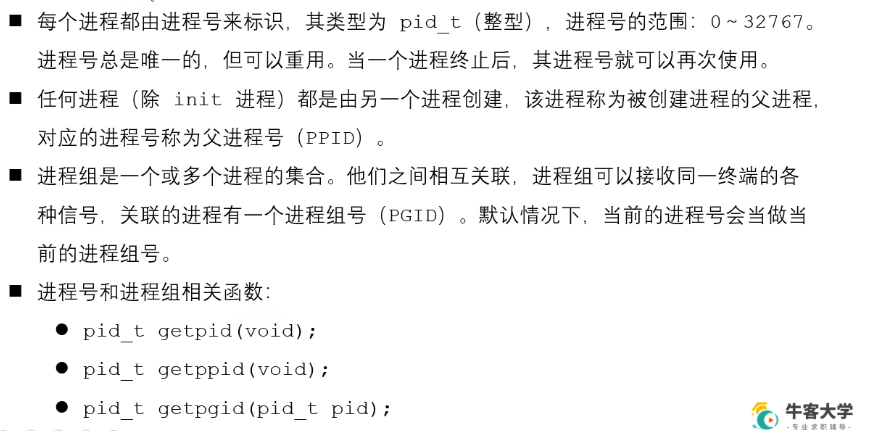 ■ 每个进程都由进程号来标识，其类型为 pid_t（整型），进程号的范围：0～32767。
进程号总是唯一的，但可以重用。当一个进程终止后，其进程号就可以再次使用。
■ 任何进程（除 init 进程）都是由另一个进程创建，该进程称为被创建进程的父进程，
对应的进程号称为父进程号（PPID）。
■ 进程组是一个或多个进程的集合。他们之间相互关联，进程组可以接收同一终端的各
种信号，关联的进程有一个进程组号（PGID）。默认情况下，当前的进程号会当做当
前的进程组号。
■ 进程号和进程组相关函数：
● pid_t getpid(void);
● pid_t getppid(void);
● pid_t getpgid(pid_t pid);
牛客大学
-专业求职辅导-